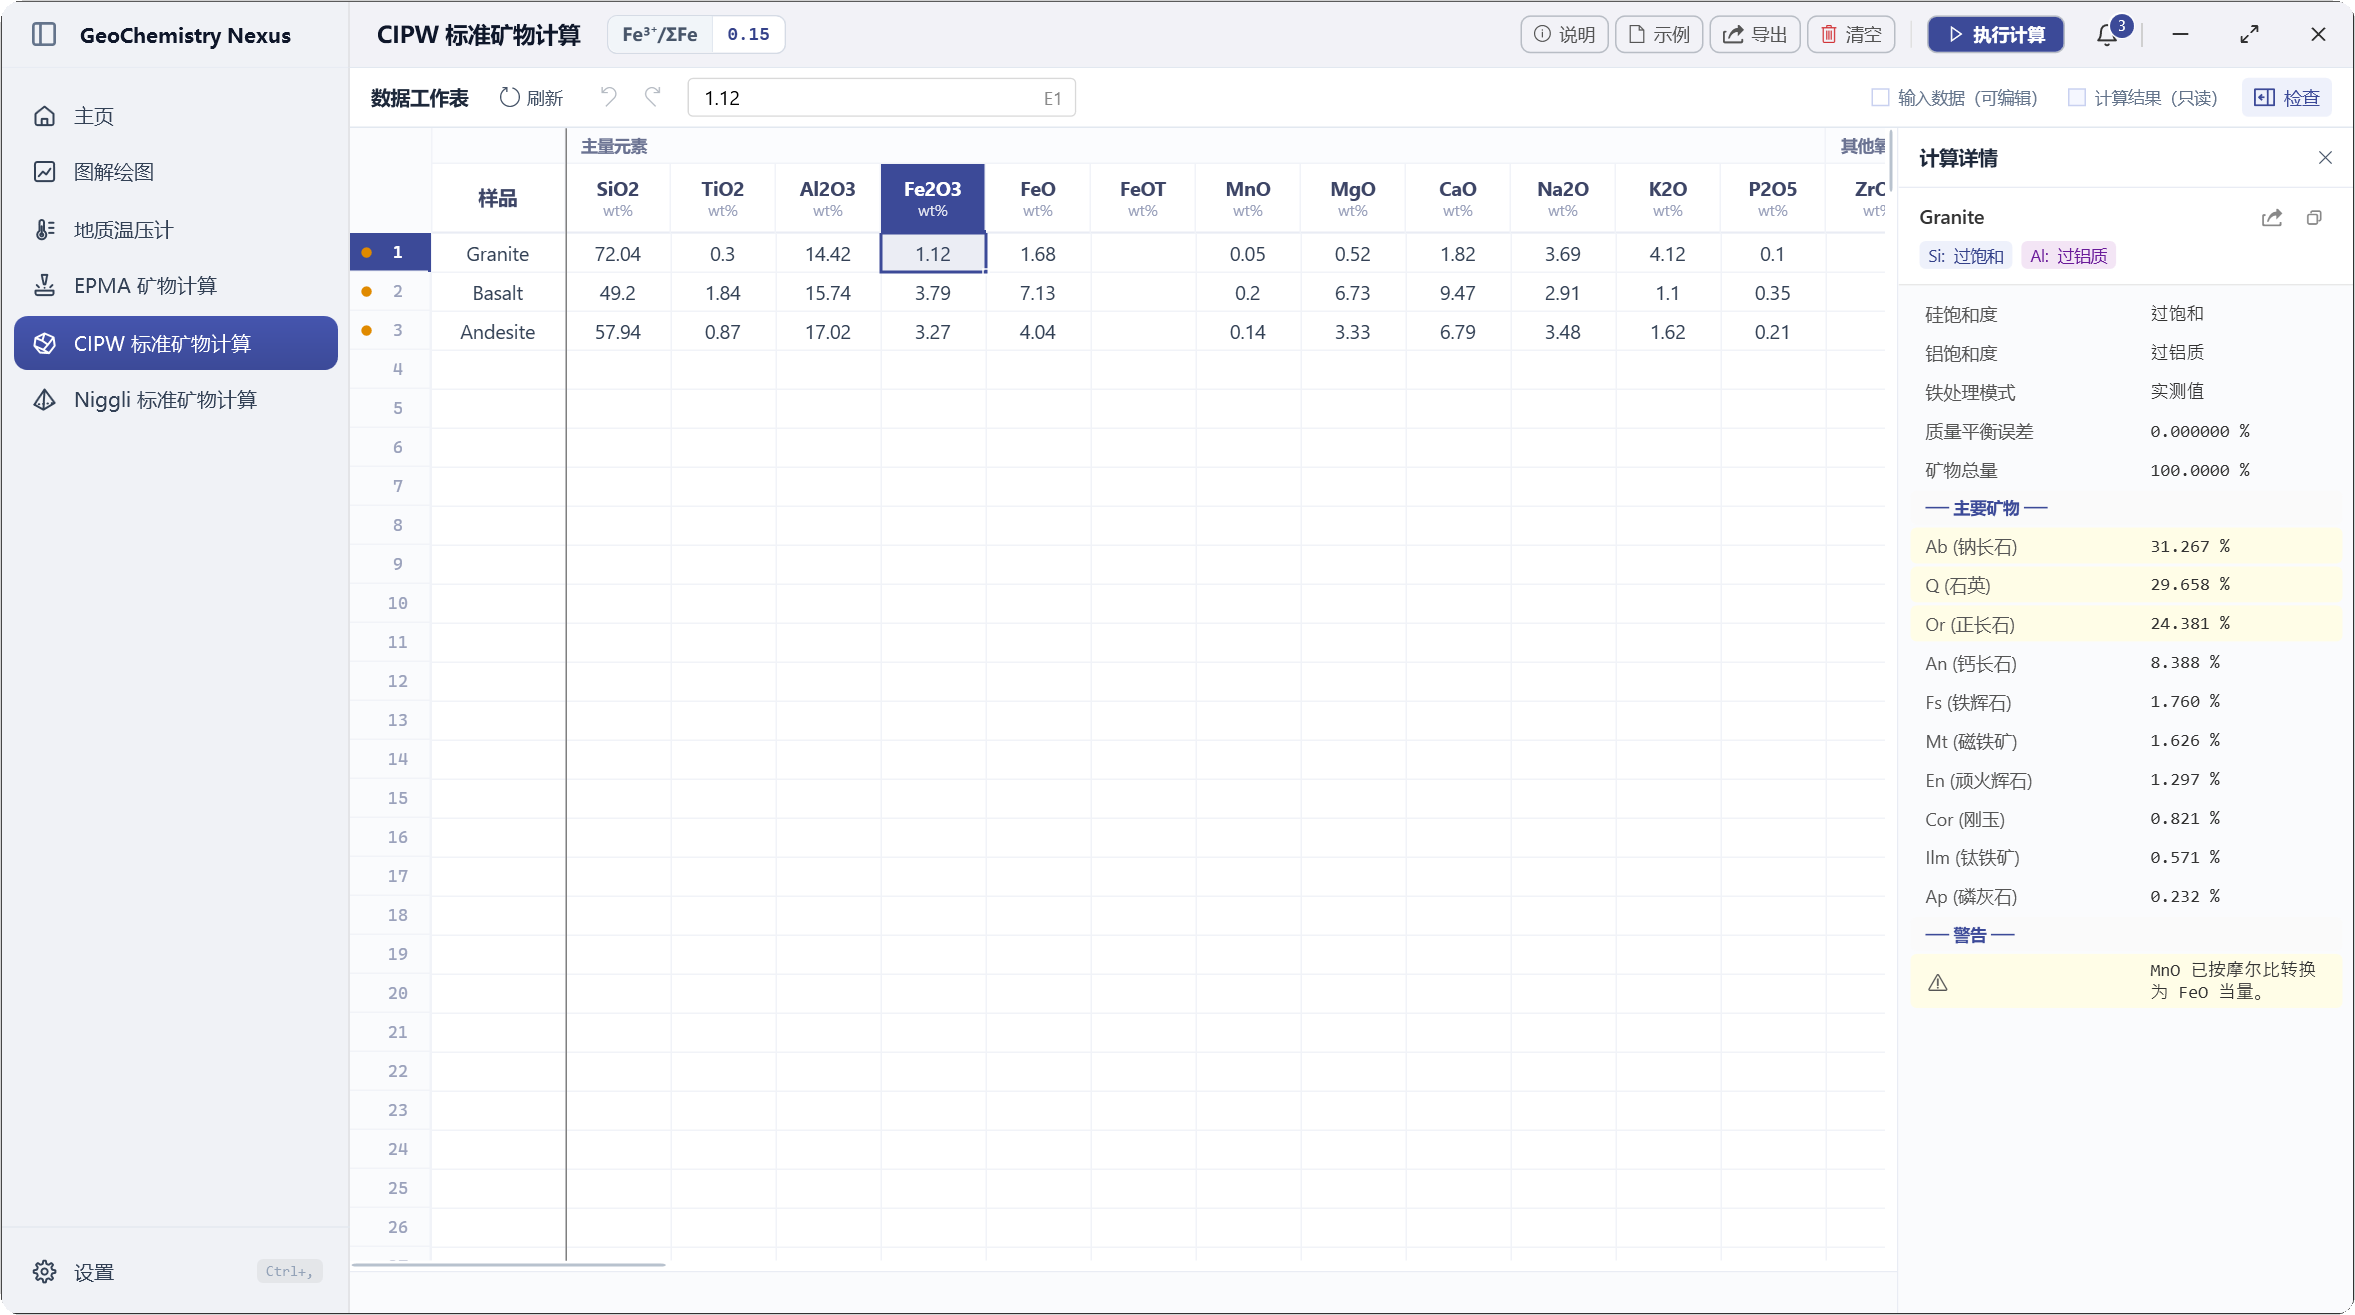 GeoChemistry Nexus
主页
图解绘图
地质温压计
EPMA 矿物计算
CIPW 标准矿物计算
Niggli 标准矿物计算
设置 Ctrl+,
CIPW 标准矿物计算 Fe³⁺/ΣFe 0.15 说明 示例 导出 清空 执行计算 3
数据工作表 刷新 1.12 E1 输入数据 (可编辑) 计算结果 (只读) 检查
主量元素 其他氧
样品 SiO2 TiO2 Al2O3 Fe2O3 FeO FeOT MnO MgO CaO Na2O K2O P2O5 ZrO
wt% wt% wt% wt% wt% wt% wt% wt% wt% wt% wt% wt% wt%
1 Granite 72.04 0.3 14.42 1.12 1.68 0.05 0.52 1.82 3.69 4.12 0.1
2 Basalt 49.2 1.84 15.74 3.79 7.13 0.2 6.73 9.47 2.91 1.1 0.35
3 Andesite 57.94 0.87 17.02 3.27 4.04 0.14 3.33 6.79 3.48 1.62 0.21
4
5
6
7
8
9
10
11
12
13
14
15
16
17
18
19
20
21
22
23
24
25
26
计算详情
Granite
Si: 过饱和 Al: 过铝质
硅饱和度 过饱和
铝饱和度 过铝质
铁处理模式 实测值
质量平衡误差 0.000000 %
矿物总量 100.0000 %
── 主要矿物 ──
Ab (钠长石) 31.267 %
Q (石英) 29.658 %
Or (正长石) 24.381 %
An (钙长石) 8.388 %
Fs (铁辉石) 1.760 %
Mt (磁铁矿) 1.626 %
En (顽火辉石) 1.297 %
Cor (刚玉) 0.821 %
Ilm (钛铁矿) 0.571 %
Ap (磷灰石) 0.232 %
── 警告 ──
MnO 已按摩尔比转换
为 FeO 当量。